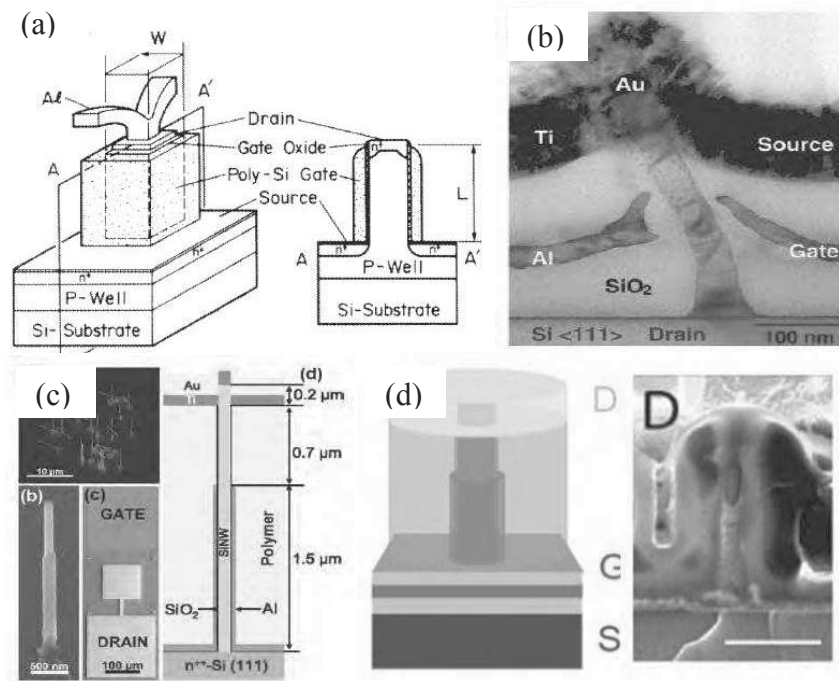 (a)
W
Aℓ
A'
Drain
Gate Oxide
Poly-Si Gate
Source
A
n⁺
n⁺
P-Well
Si-Substrate
n⁺
L
A
n⁺
n⁺
A'
P-Well
Si-Substrate
(b)
Au
Ti
Source
Al
Gate
SiO₂
Si <111>
Drain
100 nm
(c)
10 µm
(b)
500 nm
(c)
GATE
DRAIN
100 µm
(d)
Au
Ti
0.2 µm
0.7 µm
SiNW
Polymer
1.5 µm
SiO₂
Al
n⁺⁺-Si (111)
(d)
D
G
S
D